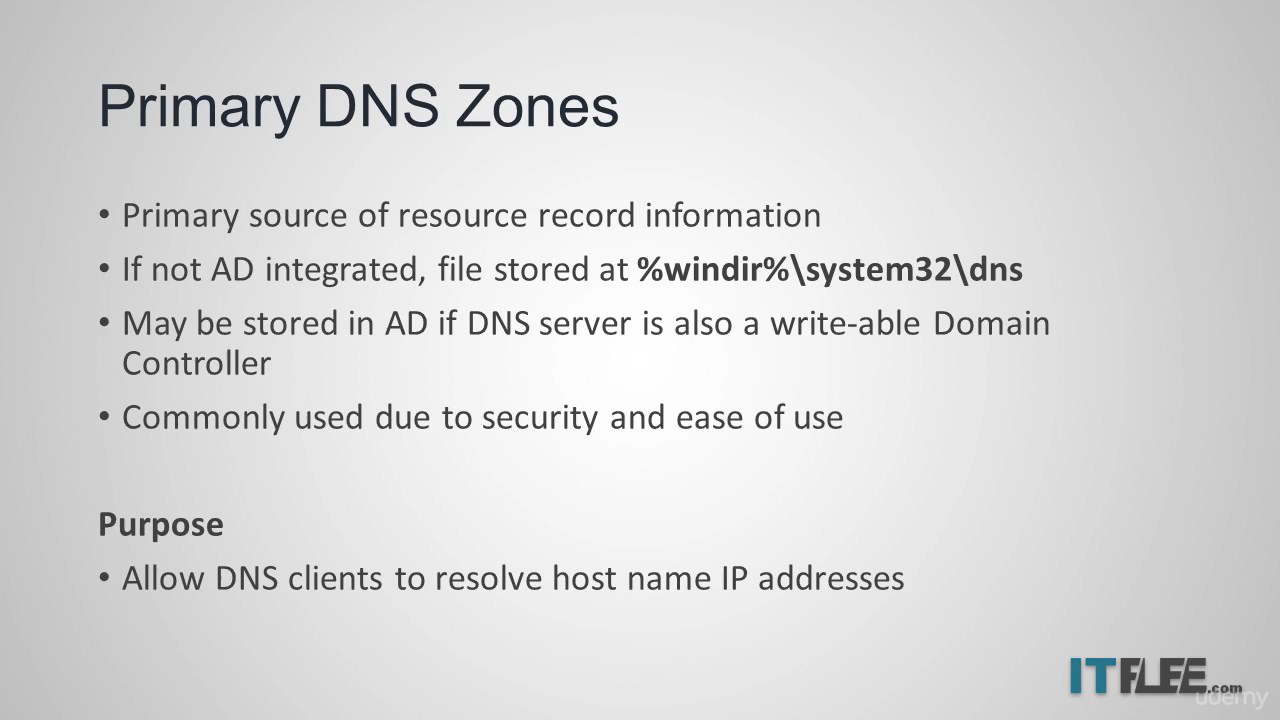 Primary DNS Zones
• Primary source of resource record information
• If not AD integrated, file stored at %windir%\system32\dns
• May be stored in AD if DNS server is also a write-able Domain
Controller
• Commonly used due to security and ease of use
Purpose
• Allow DNS clients to resolve host name IP addresses
ITFLEE.com
udemy